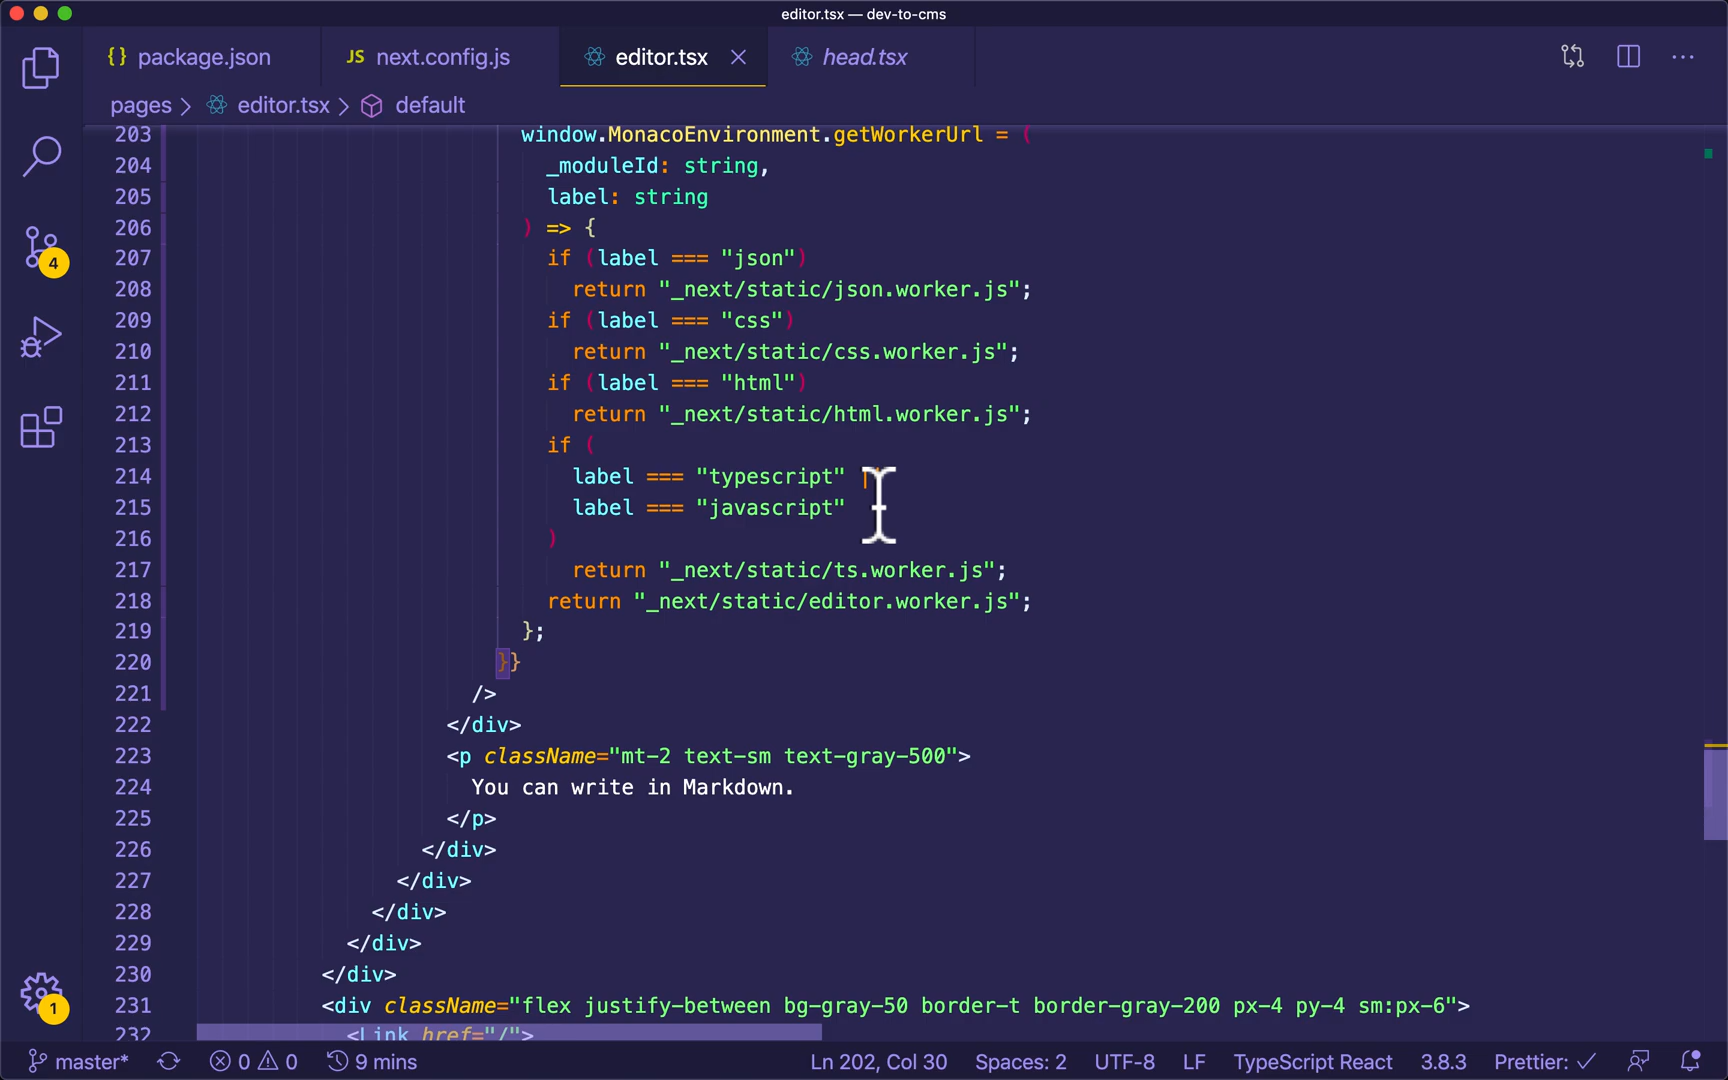 editor.tsx — dev-to-cms
{} package.json
JS next.config.js
editor.tsx
head.tsx
pages > editor.tsx > default
203 window.MonacoEnvironment.getWorkerUrl = (
204 _moduleId: string,
205 label: string
206 ) => {
207 if (label === "json")
208 return "_next/static/json.worker.js";
209 if (label === "css")
210 return "_next/static/css.worker.js";
211 if (label === "html")
212 return "_next/static/html.worker.js";
213 if (
214 label === "typescript"
215 label === "javascript"
216 )
217 return "_next/static/ts.worker.js";
218 return "_next/static/editor.worker.js";
219 };
220 }}
221 />
222 </div>
223 <p className="mt-2 text-sm text-gray-500">
224 You can write in Markdown.
225 </p>
226 </div>
227 </div>
228 </div>
229 </div>
230 </div>
231 <div className="flex justify-between bg-gray-50 border-t border-gray-200 px-4 py-4 sm:px-6">
232 <Link href="/">
4
1
master* 0 0 9 mins Ln 202, Col 30 Spaces: 2 UTF-8 LF TypeScript React 3.8.3 Prettier: ✓